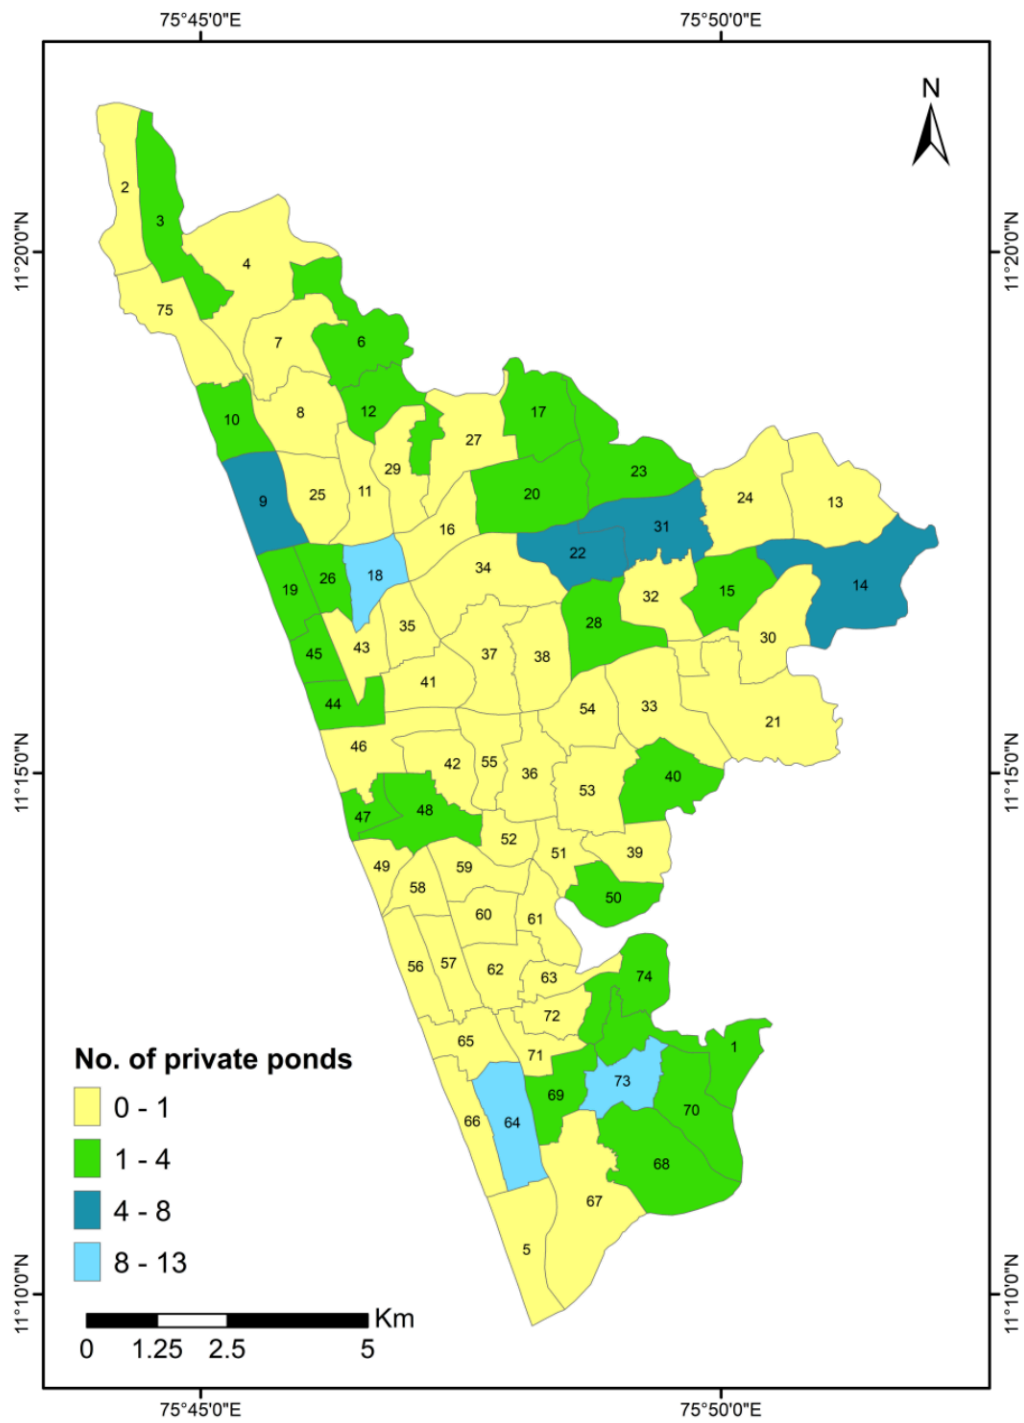 75°45'0"E 75°50'0"E
N
2
3
11°20'0"N 11°20'0"N
4
75
7 6
10 8 12 17
27
29 23
9 25 11 20 24 13
16 31
22
34
18 26 19 14
32 15
28
35 30
43
45 37 38
41
44 54 33
21
46
11°15'0"N 42 55 36 40 11°15'0"N
53
47 48
52
51 39
49 59
58 50
60 61
56 57 62 63 74
72
65 71 1
No. of private ponds
73
69
0 - 1 66 64 70
1 - 4 68
67
4 - 8
5
8 - 13
11°10'0"N 11°10'0"N
Km
0 1.25 2.5 5
75°45'0"E 75°50'0"E